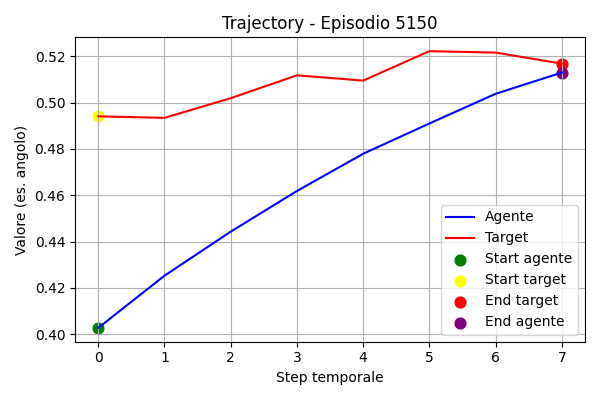 Trajectory - Episodio 5150
Valore (es. angolo)
0.52
0.50
0.48
0.46
0.44
0.42
0.40
0 1 2 3 4 5 6 7
Step temporale
Agente
Target
Start agente
Start target
End target
End agente